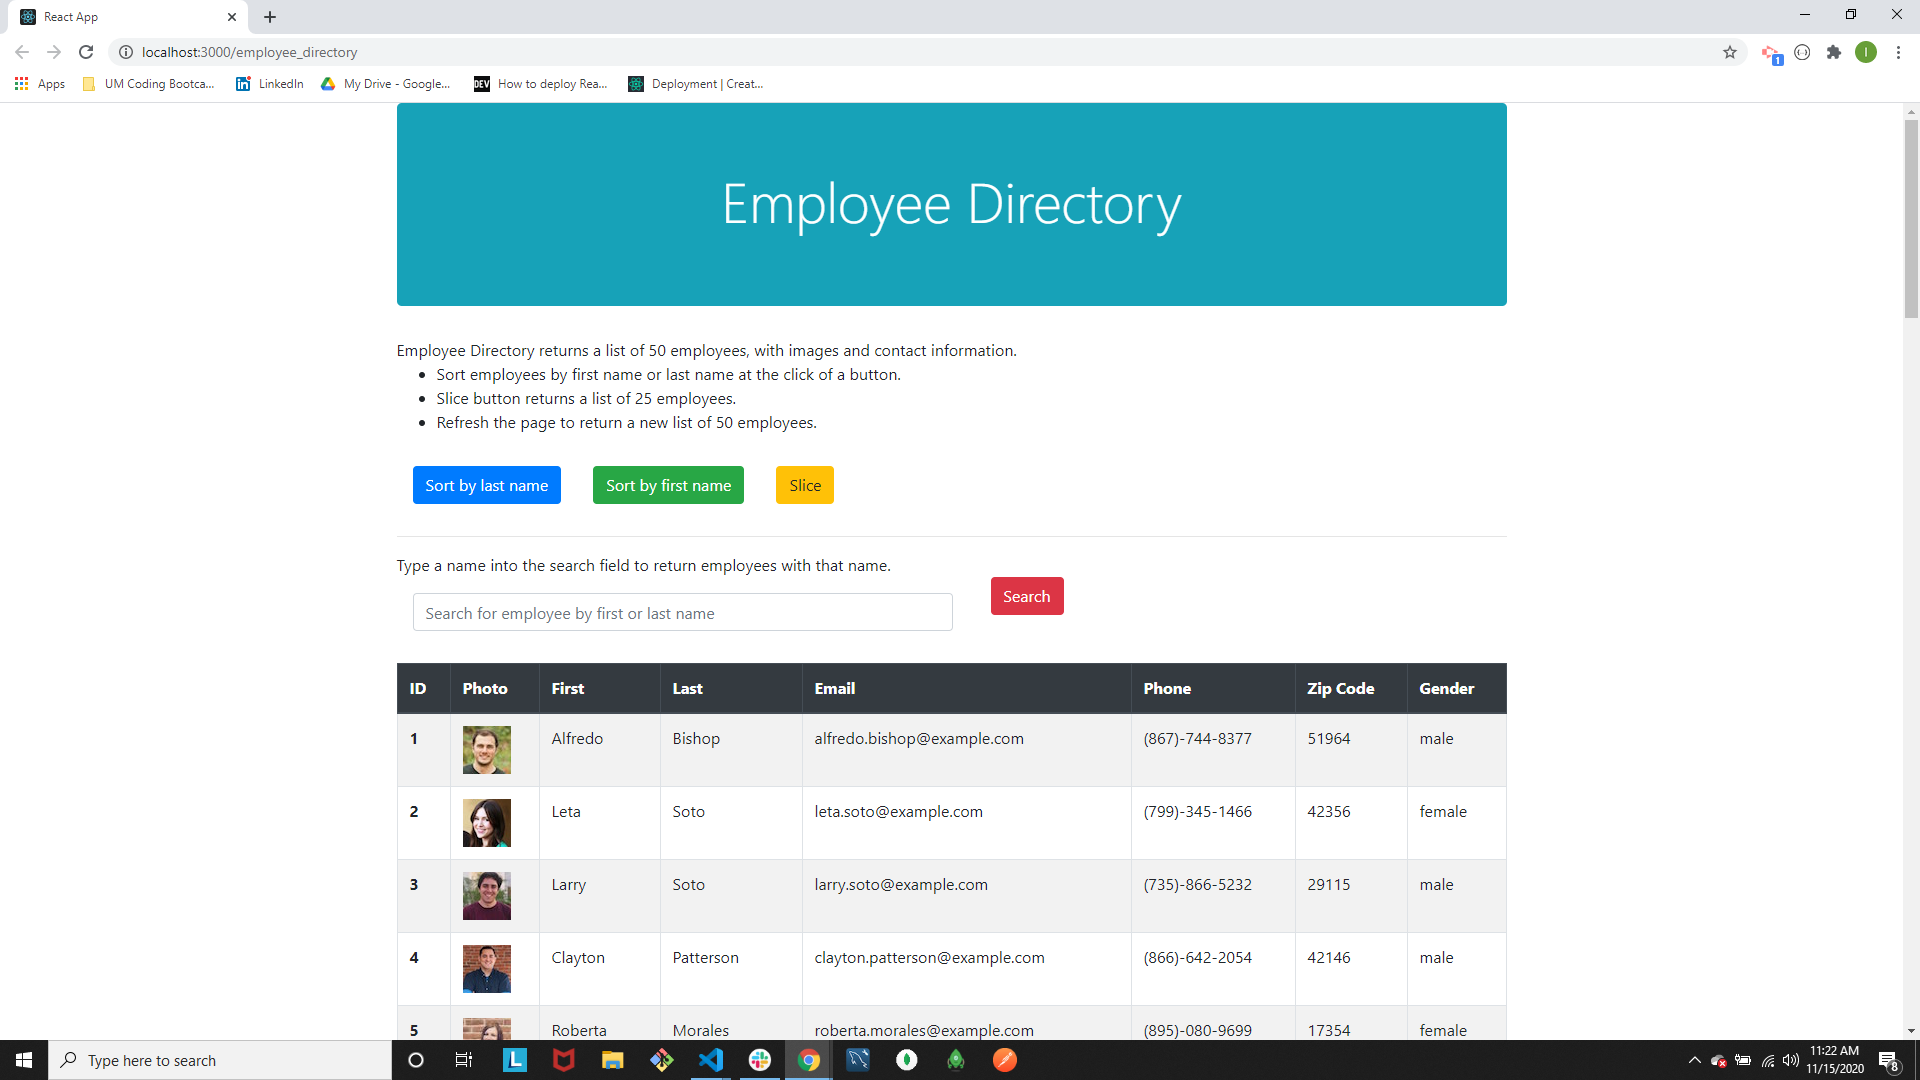 React App
localhost:3000/employee_directory
1
I
Apps
UM Coding Bootca...
LinkedIn
My Drive - Google...
DEV
How to deploy Rea...
Deployment | Creat...
Employee Directory
Employee Directory returns a list of 50 employees, with images and contact information.
• Sort employees by first name or last name at the click of a button.
• Slice button returns a list of 25 employees.
• Refresh the page to return a new list of 50 employees.
Sort by last name Sort by first name Slice
Type a name into the search field to return employees with that name.
Search for employee by first or last name
Search
ID Photo First Last Email Phone Zip Code Gender
1 Alfredo Bishop alfredo.bishop@example.com (867)-744-8377 51964 male
2 Leta Soto leta.soto@example.com (799)-345-1466 42356 female
3 Larry Soto larry.soto@example.com (735)-866-5232 29115 male
4 Clayton Patterson clayton.patterson@example.com (866)-642-2054 42146 male
5 Roberta Morales roberta.morales@example.com (895)-080-9699 17354 female
Type here to search
L
11:22 AM
11/15/2020
8